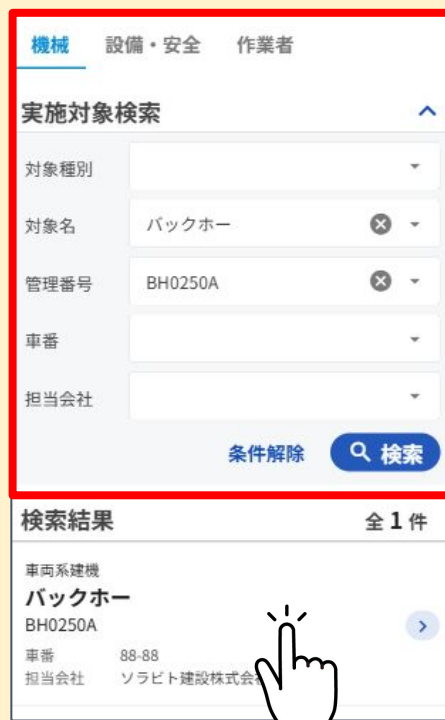 機械 設備・安全 作業者
実施対象検索
対象種別
対象名 バックホー
管理番号 BH0250A
車番
担当会社
条件解除 検索
検索結果 全1件
車両系建機
バックホー
BH0250A
車番 88-88
担当会社 ソラビト建設株式会